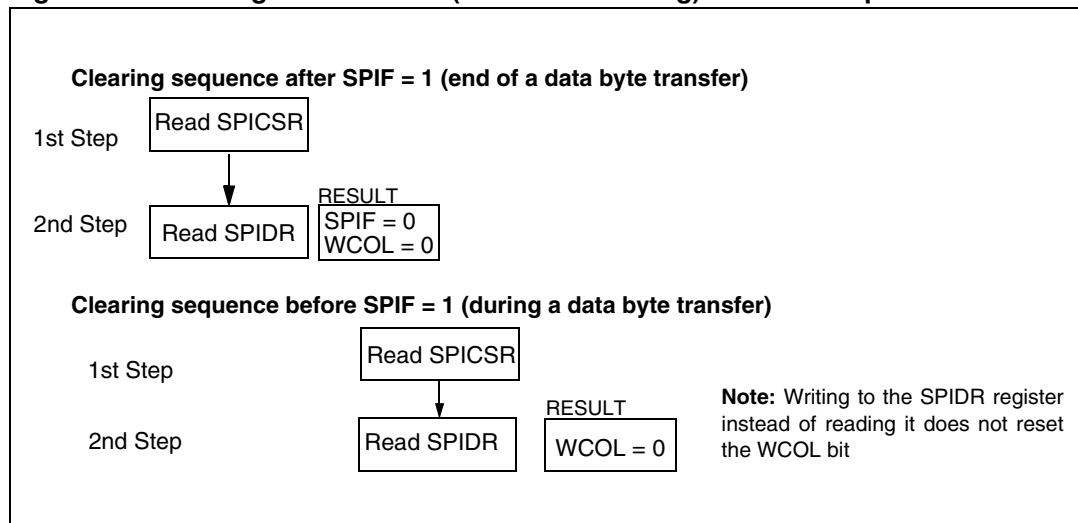 Clearing sequence after SPIF = 1 (end of a data byte transfer)
1st Step
Read SPICSR
2nd Step
Read SPIDR
RESULT
SPIF = 0
WCOL = 0
Clearing sequence before SPIF = 1 (during a data byte transfer)
1st Step
Read SPICSR
2nd Step
Read SPIDR
RESULT
WCOL = 0
Note: Writing to the SPIDR register
instead of reading it does not reset
the WCOL bit